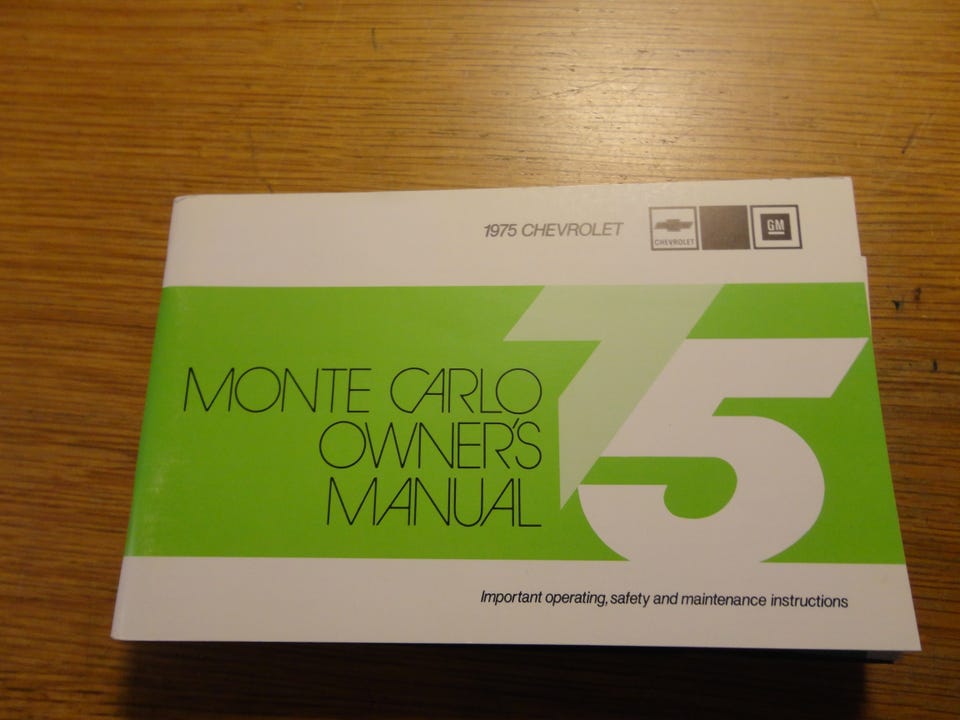 1975 CHEVROLET
CHEVROLET
GM
75
MONTE CARLO
OWNER'S
MANUAL
Important operating, safety and maintenance instructions